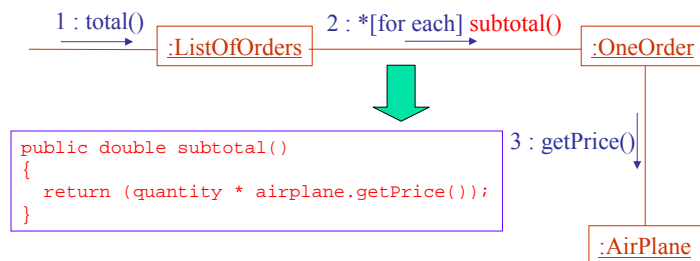 1 : total()
2 : *[for each] subtotal()
:ListOfOrders
:OneOrder
public double subtotal()
{
return (quantity * airplane.getPrice());
}
3 : getPrice()
:AirPlane